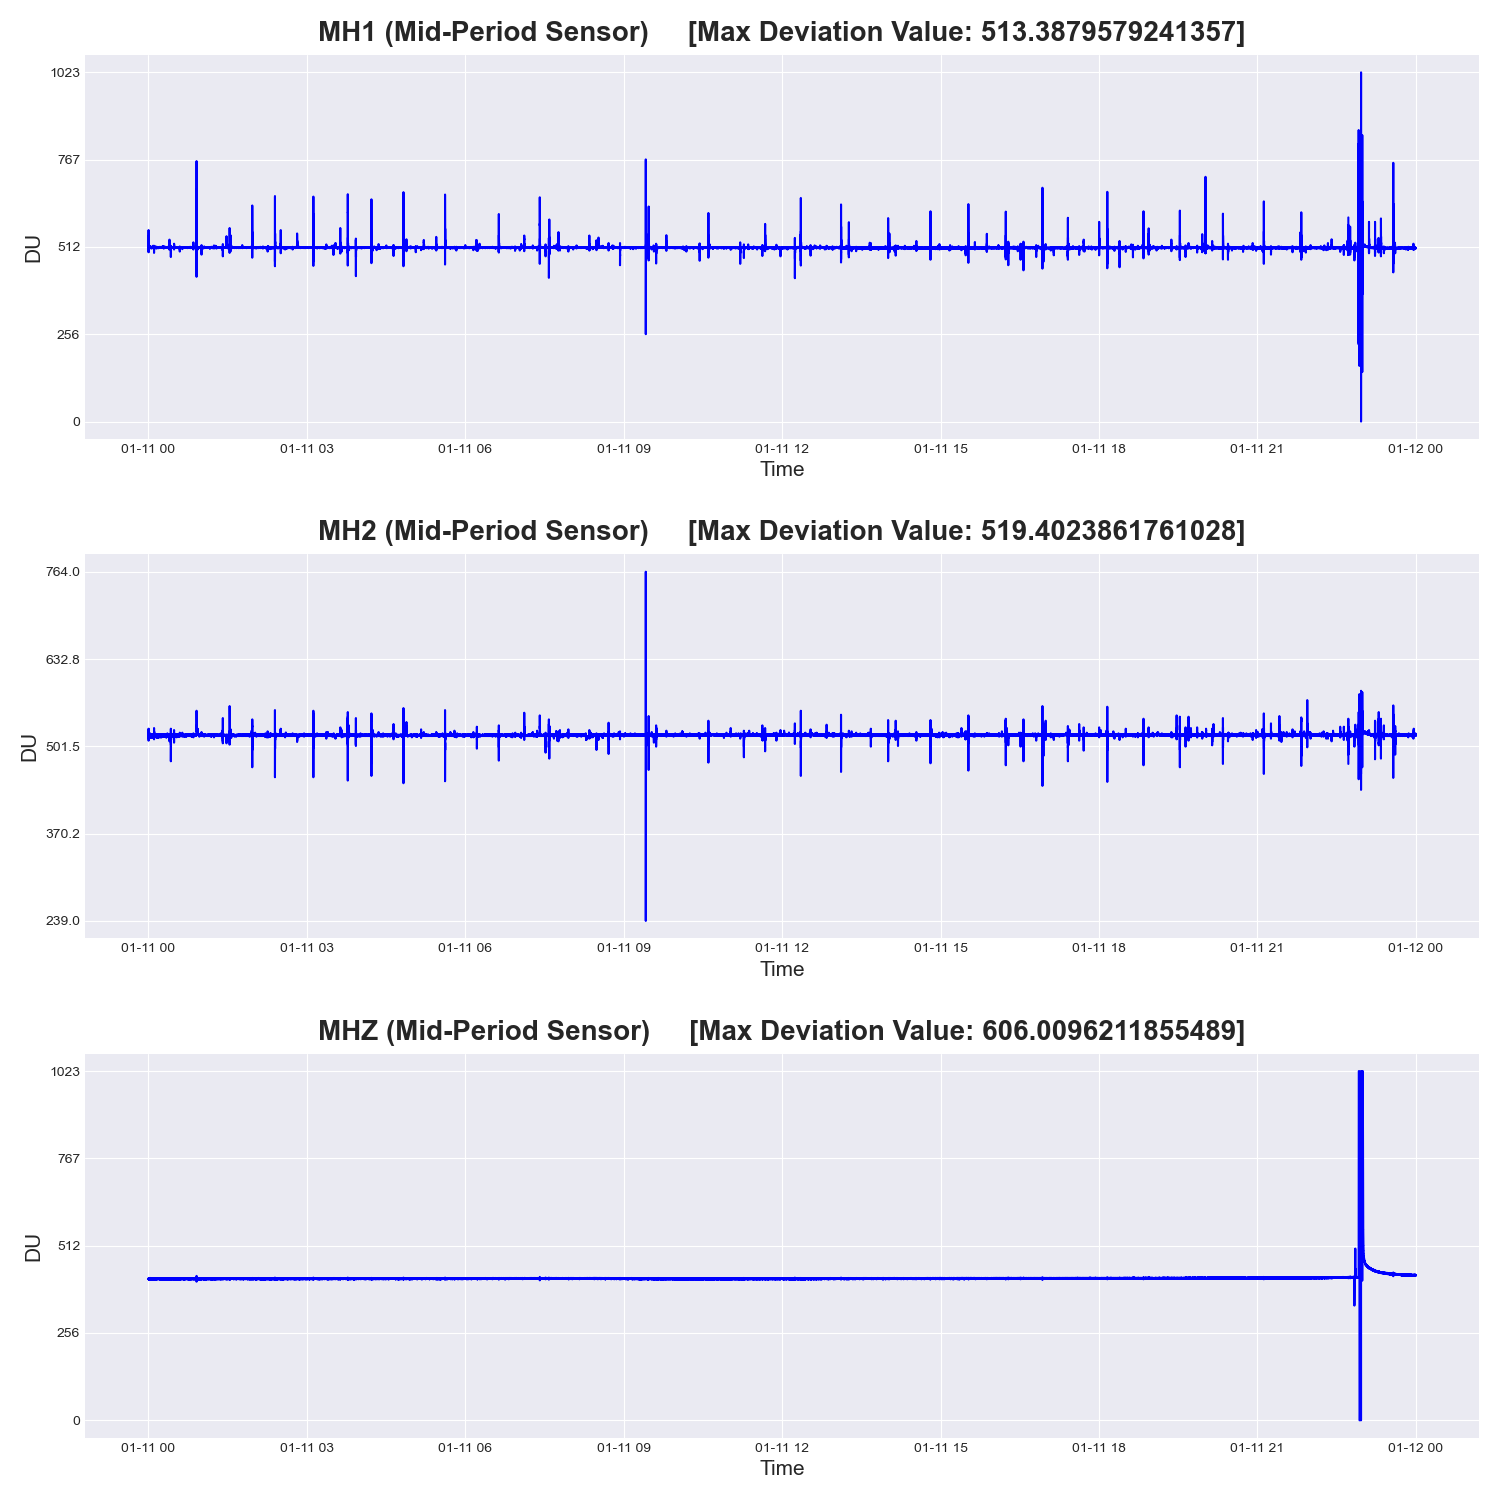 MH1 (Mid-Period Sensor) [Max Deviation Value: 513.3879579241357]
1023
767
512
256
0
DU
01-11 00 01-11 03 01-11 06 01-11 09 01-11 12 01-11 15 01-11 18 01-11 21 01-12 00
Time
MH2 (Mid-Period Sensor) [Max Deviation Value: 519.4023861761028]
764.0
632.8
501.5
370.2
239.0
DU
01-11 00 01-11 03 01-11 06 01-11 09 01-11 12 01-11 15 01-11 18 01-11 21 01-12 00
Time
MHZ (Mid-Period Sensor) [Max Deviation Value: 606.0096211855489]
1023
767
512
256
0
DU
01-11 00 01-11 03 01-11 06 01-11 09 01-11 12 01-11 15 01-11 18 01-11 21 01-12 00
Time